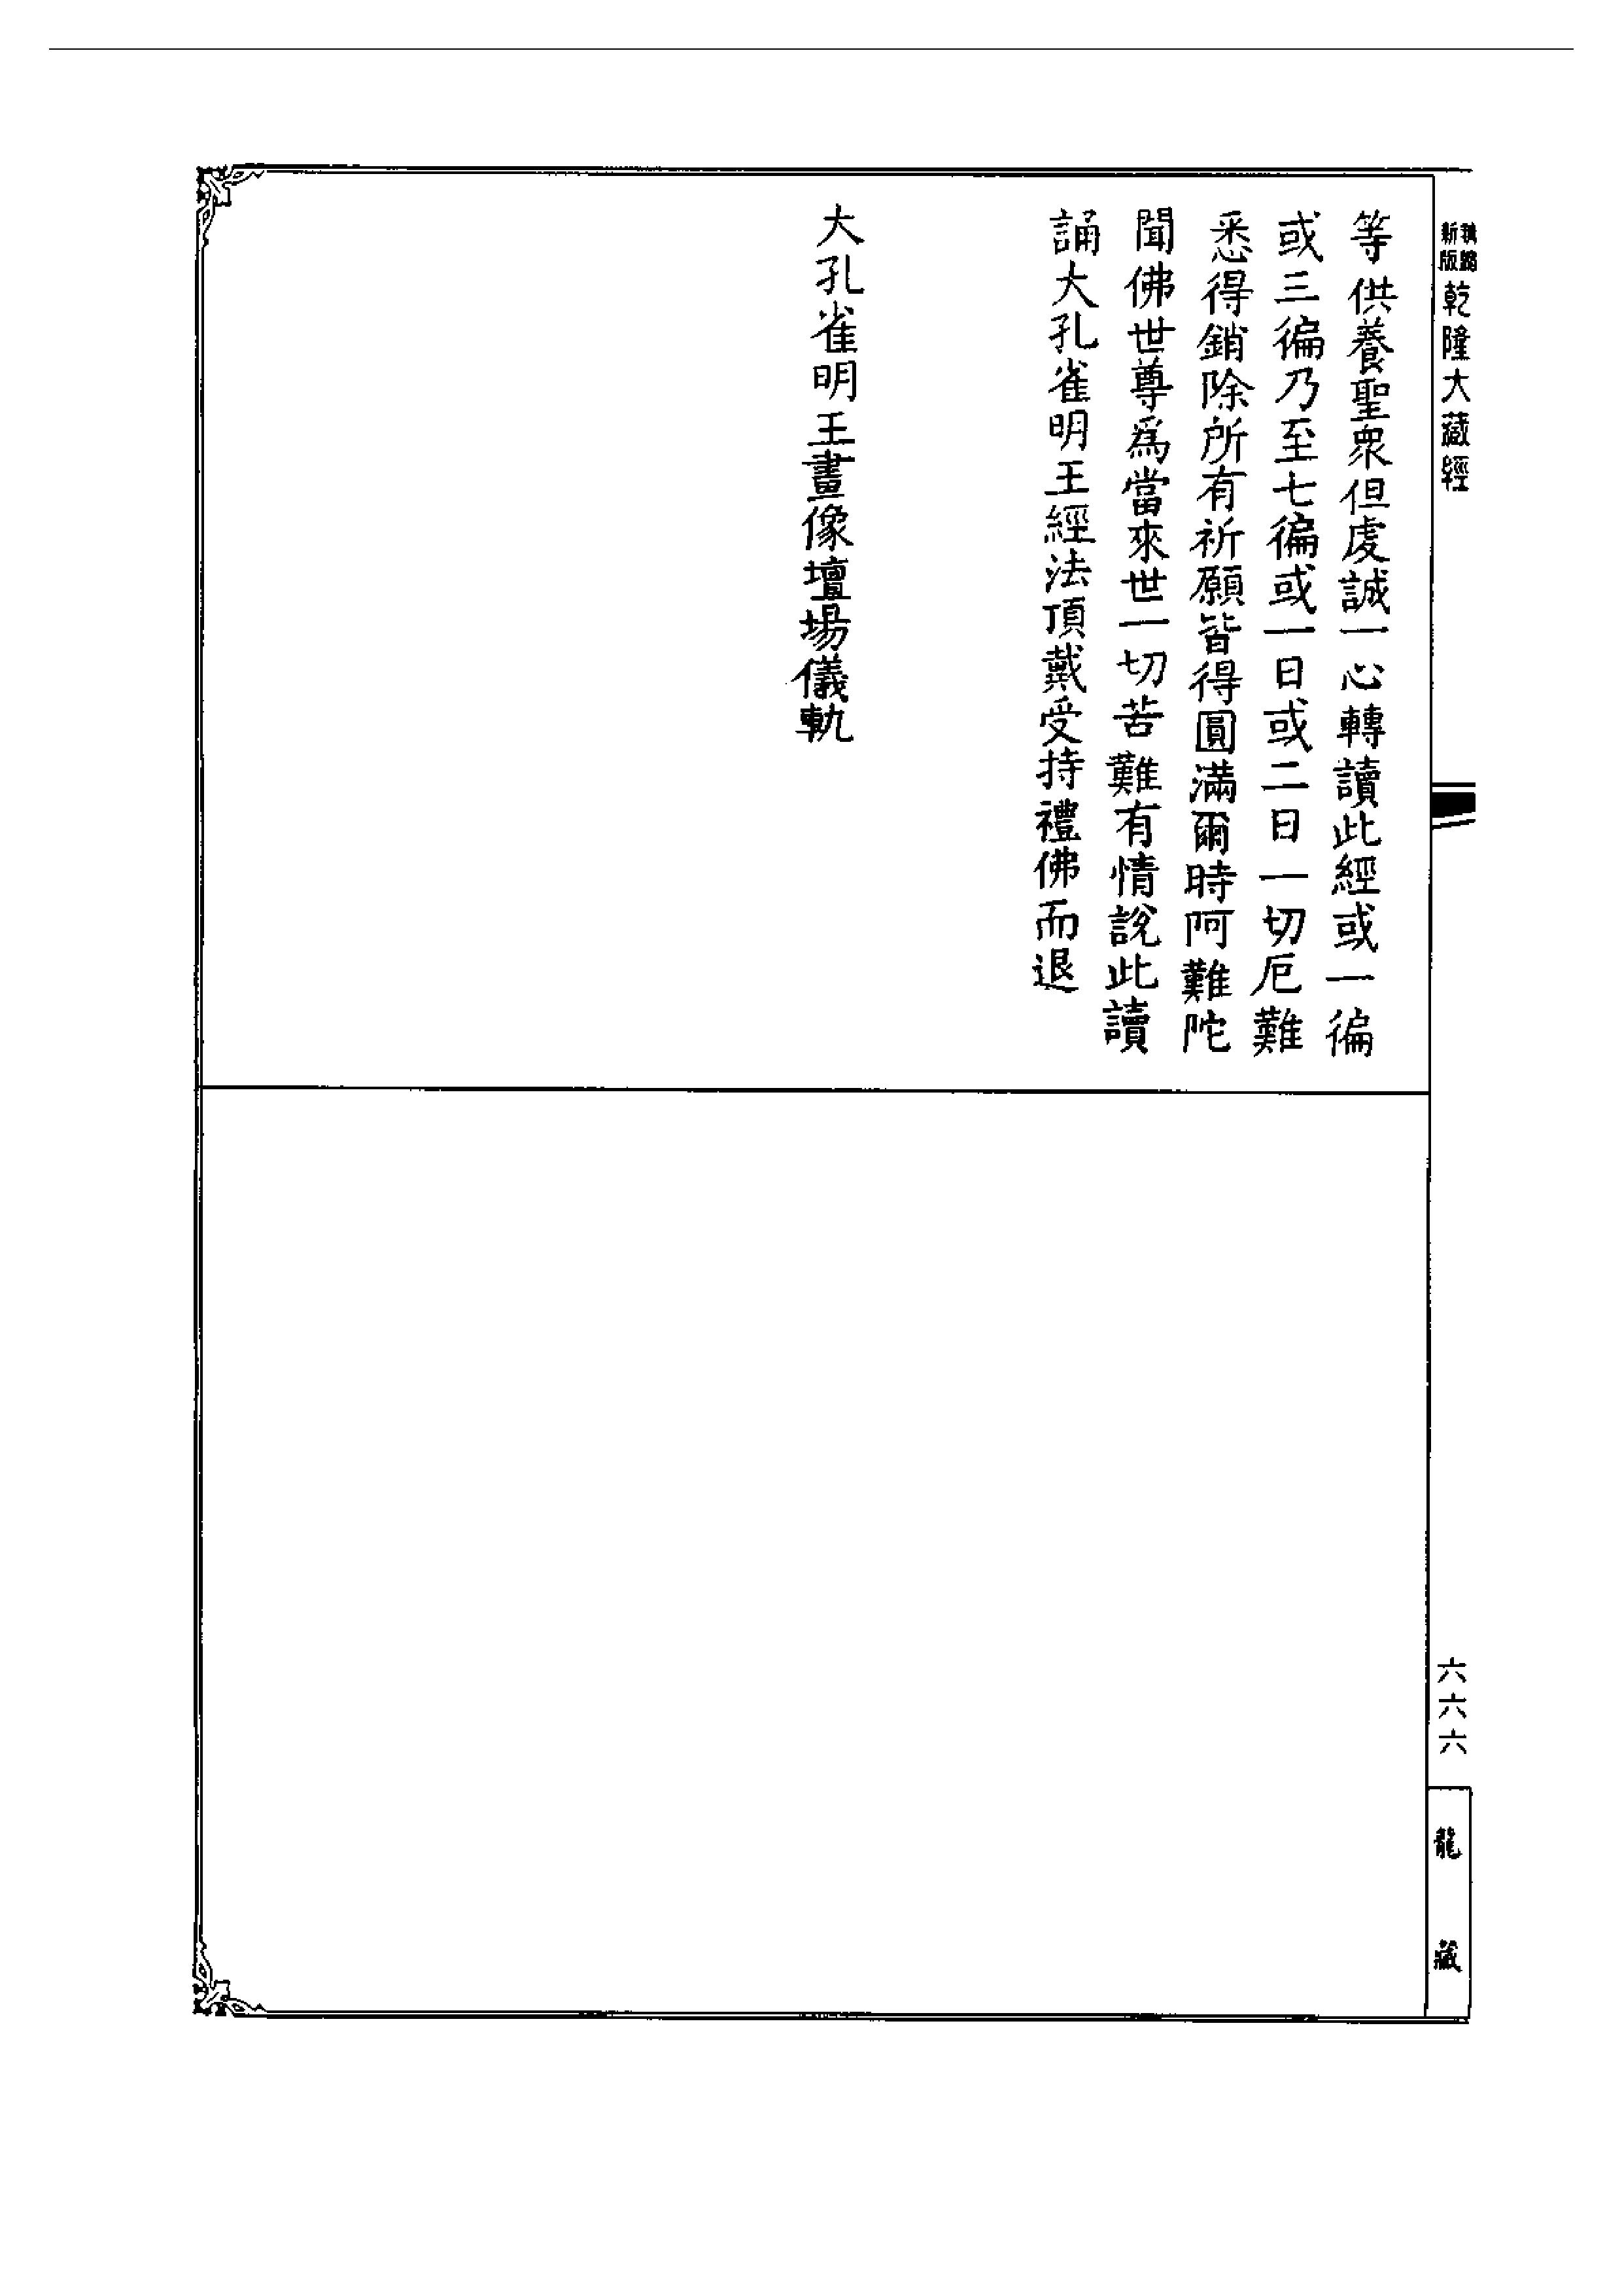 新版
乾隆大藏經
等供養聖衆但虔誠一心轉讀此經或一徧
或三徧乃至七徧或一日或二日一切厄難
悉得銷除所有祈願皆得圓滿爾時阿難陀
聞佛世尊爲當來世一切苦難有情說此讀
誦大孔雀明王經法頂戴受持禮佛而退
大孔雀明王畫像壇場儀軌
六六六
龍藏